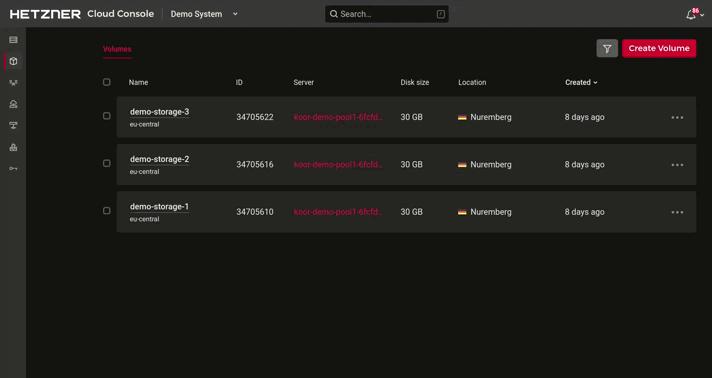 HETZNER Cloud Console Demo System Search... /
86
Volumes Create Volume
Name ID Server Disk size Location Created
demo-storage-3 34705622 koor-demo-pool1-6fcfd… 30 GB Nuremberg 8 days ago
eu-central
demo-storage-2 34705616 koor-demo-pool1-6fcfd… 30 GB Nuremberg 8 days ago
eu-central
demo-storage-1 34705610 koor-demo-pool1-6fcfd… 30 GB Nuremberg 8 days ago
eu-central